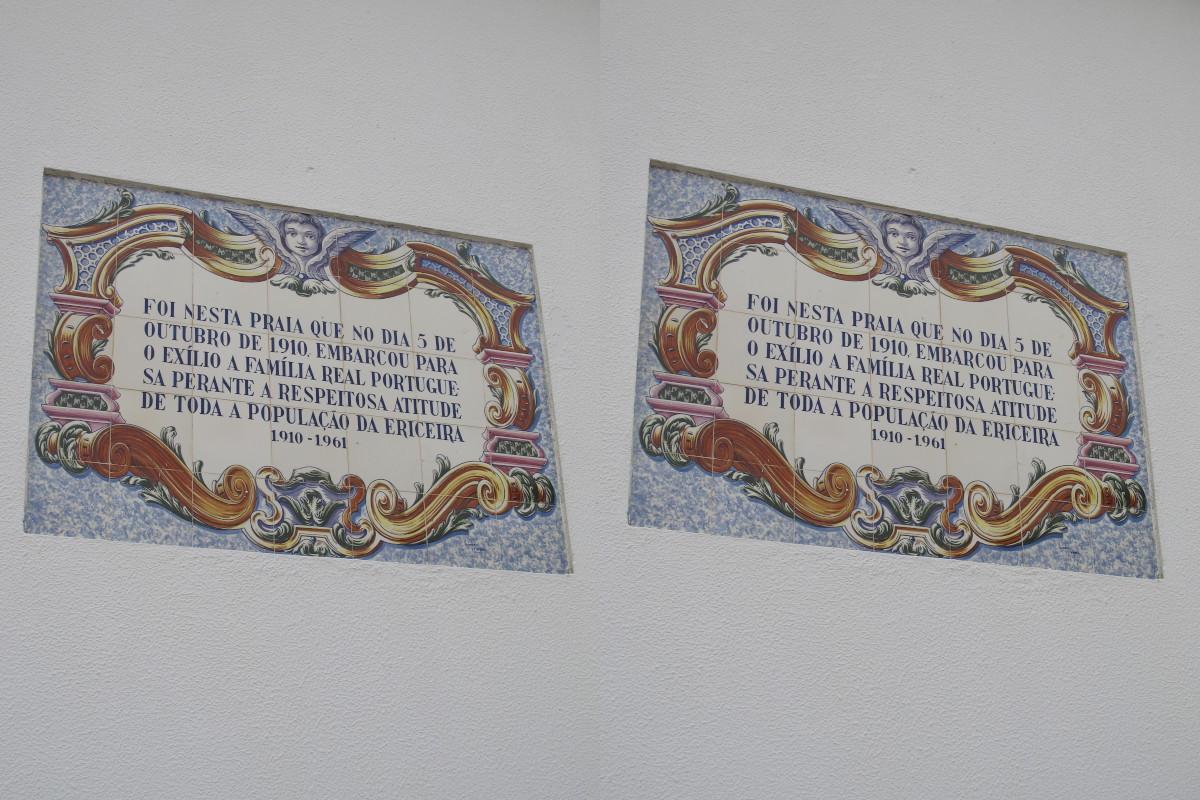 FOI NESTA PRAIA QUE NO DIA 5 DE
OUTUBRO DE 1910, EMBARCOU PARA
O EXÍLIO A FAMÍLIA REAL PORTUGUE-
SA PERANTE A RESPEITOSA ATITUDE
DE TODA A POPULAÇÃO DA ERICEIRA
1910-1961
FOI NESTA PRAIA QUE NO DIA 5 DE
OUTUBRO DE 1910, EMBARCOU PARA
O EXÍLIO A FAMÍLIA REAL PORTUGUE-
SA PERANTE A RESPEITOSA ATITUDE
DE TODA A POPULAÇÃO DA ERICEIRA
1910-1961